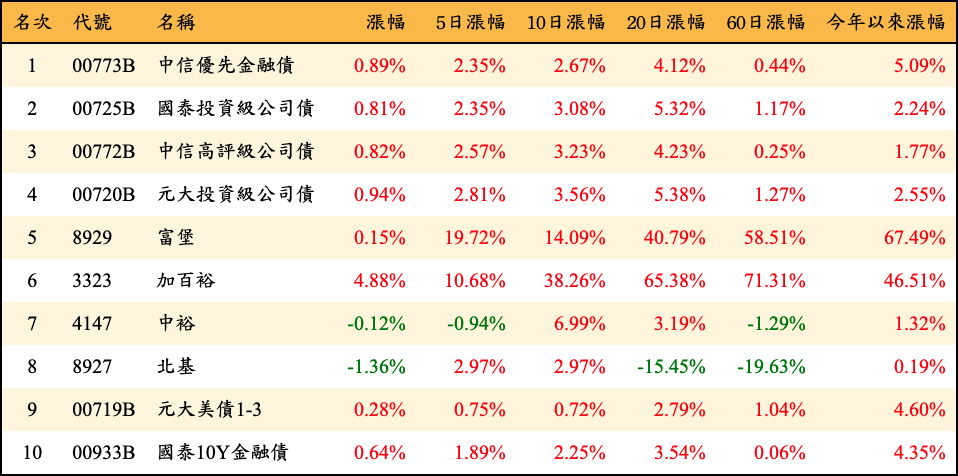 名次 代號 名稱 漲幅 5日漲幅 10日漲幅 20日漲幅 60日漲幅 今年以來漲幅
1 00773B 中信優先金融債 0.89% 2.35% 2.67% 4.12% 0.44% 5.09%
2 00725B 國泰投資級公司債 0.81% 2.35% 3.08% 5.32% 1.17% 2.24%
3 00772B 中信高評級公司債 0.82% 2.57% 3.23% 4.23% 0.25% 1.77%
4 00720B 元大投資級公司債 0.94% 2.81% 3.56% 5.38% 1.27% 2.55%
5 8929 富堡 0.15% 19.72% 14.09% 40.79% 58.51% 67.49%
6 3323 加百裕 4.88% 10.68% 38.26% 65.38% 71.31% 46.51%
7 4147 中裕 -0.12% -0.94% 6.99% 3.19% -1.29% 1.32%
8 8927 北基 -1.36% 2.97% 2.97% -15.45% -19.63% 0.19%
9 00719B 元大美債1-3 0.28% 0.75% 0.72% 2.79% 1.04% 4.60%
10 00933B 國泰10Y金融債 0.64% 1.89% 2.25% 3.54% 0.06% 4.35%